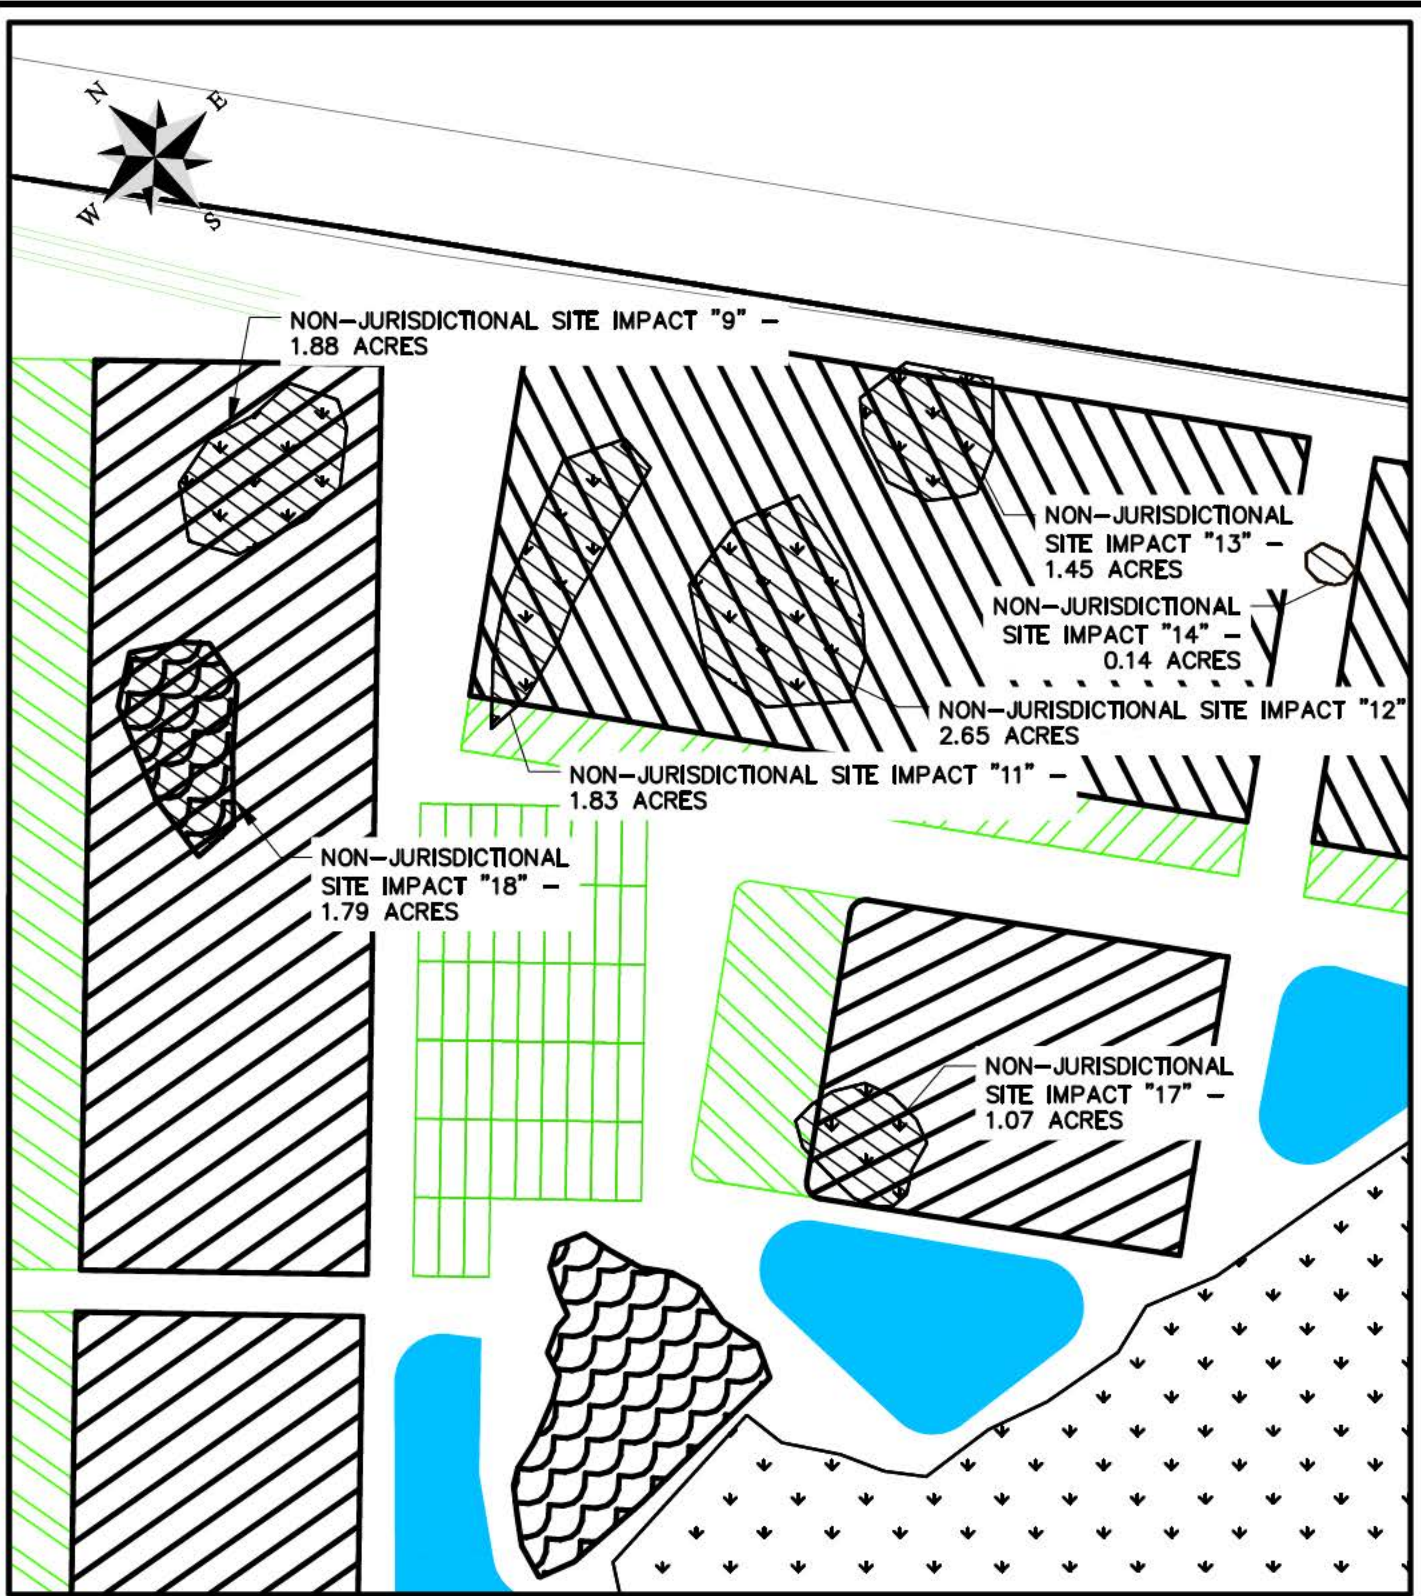 N
E
W
S
NON-JURISDICTIONAL SITE IMPACT "9" -
1.88 ACRES
NON-JURISDICTIONAL
SITE IMPACT "13" -
1.45 ACRES
NON-JURISDICTIONAL
SITE IMPACT "14" -
0.14 ACRES
NON-JURISDICTIONAL SITE IMPACT "12"
2.65 ACRES
NON-JURISDICTIONAL SITE IMPACT "11" -
1.83 ACRES
NON-JURISDICTIONAL
SITE IMPACT "18" -
1.79 ACRES
NON-JURISDICTIONAL
SITE IMPACT "17" -
1.07 ACRES